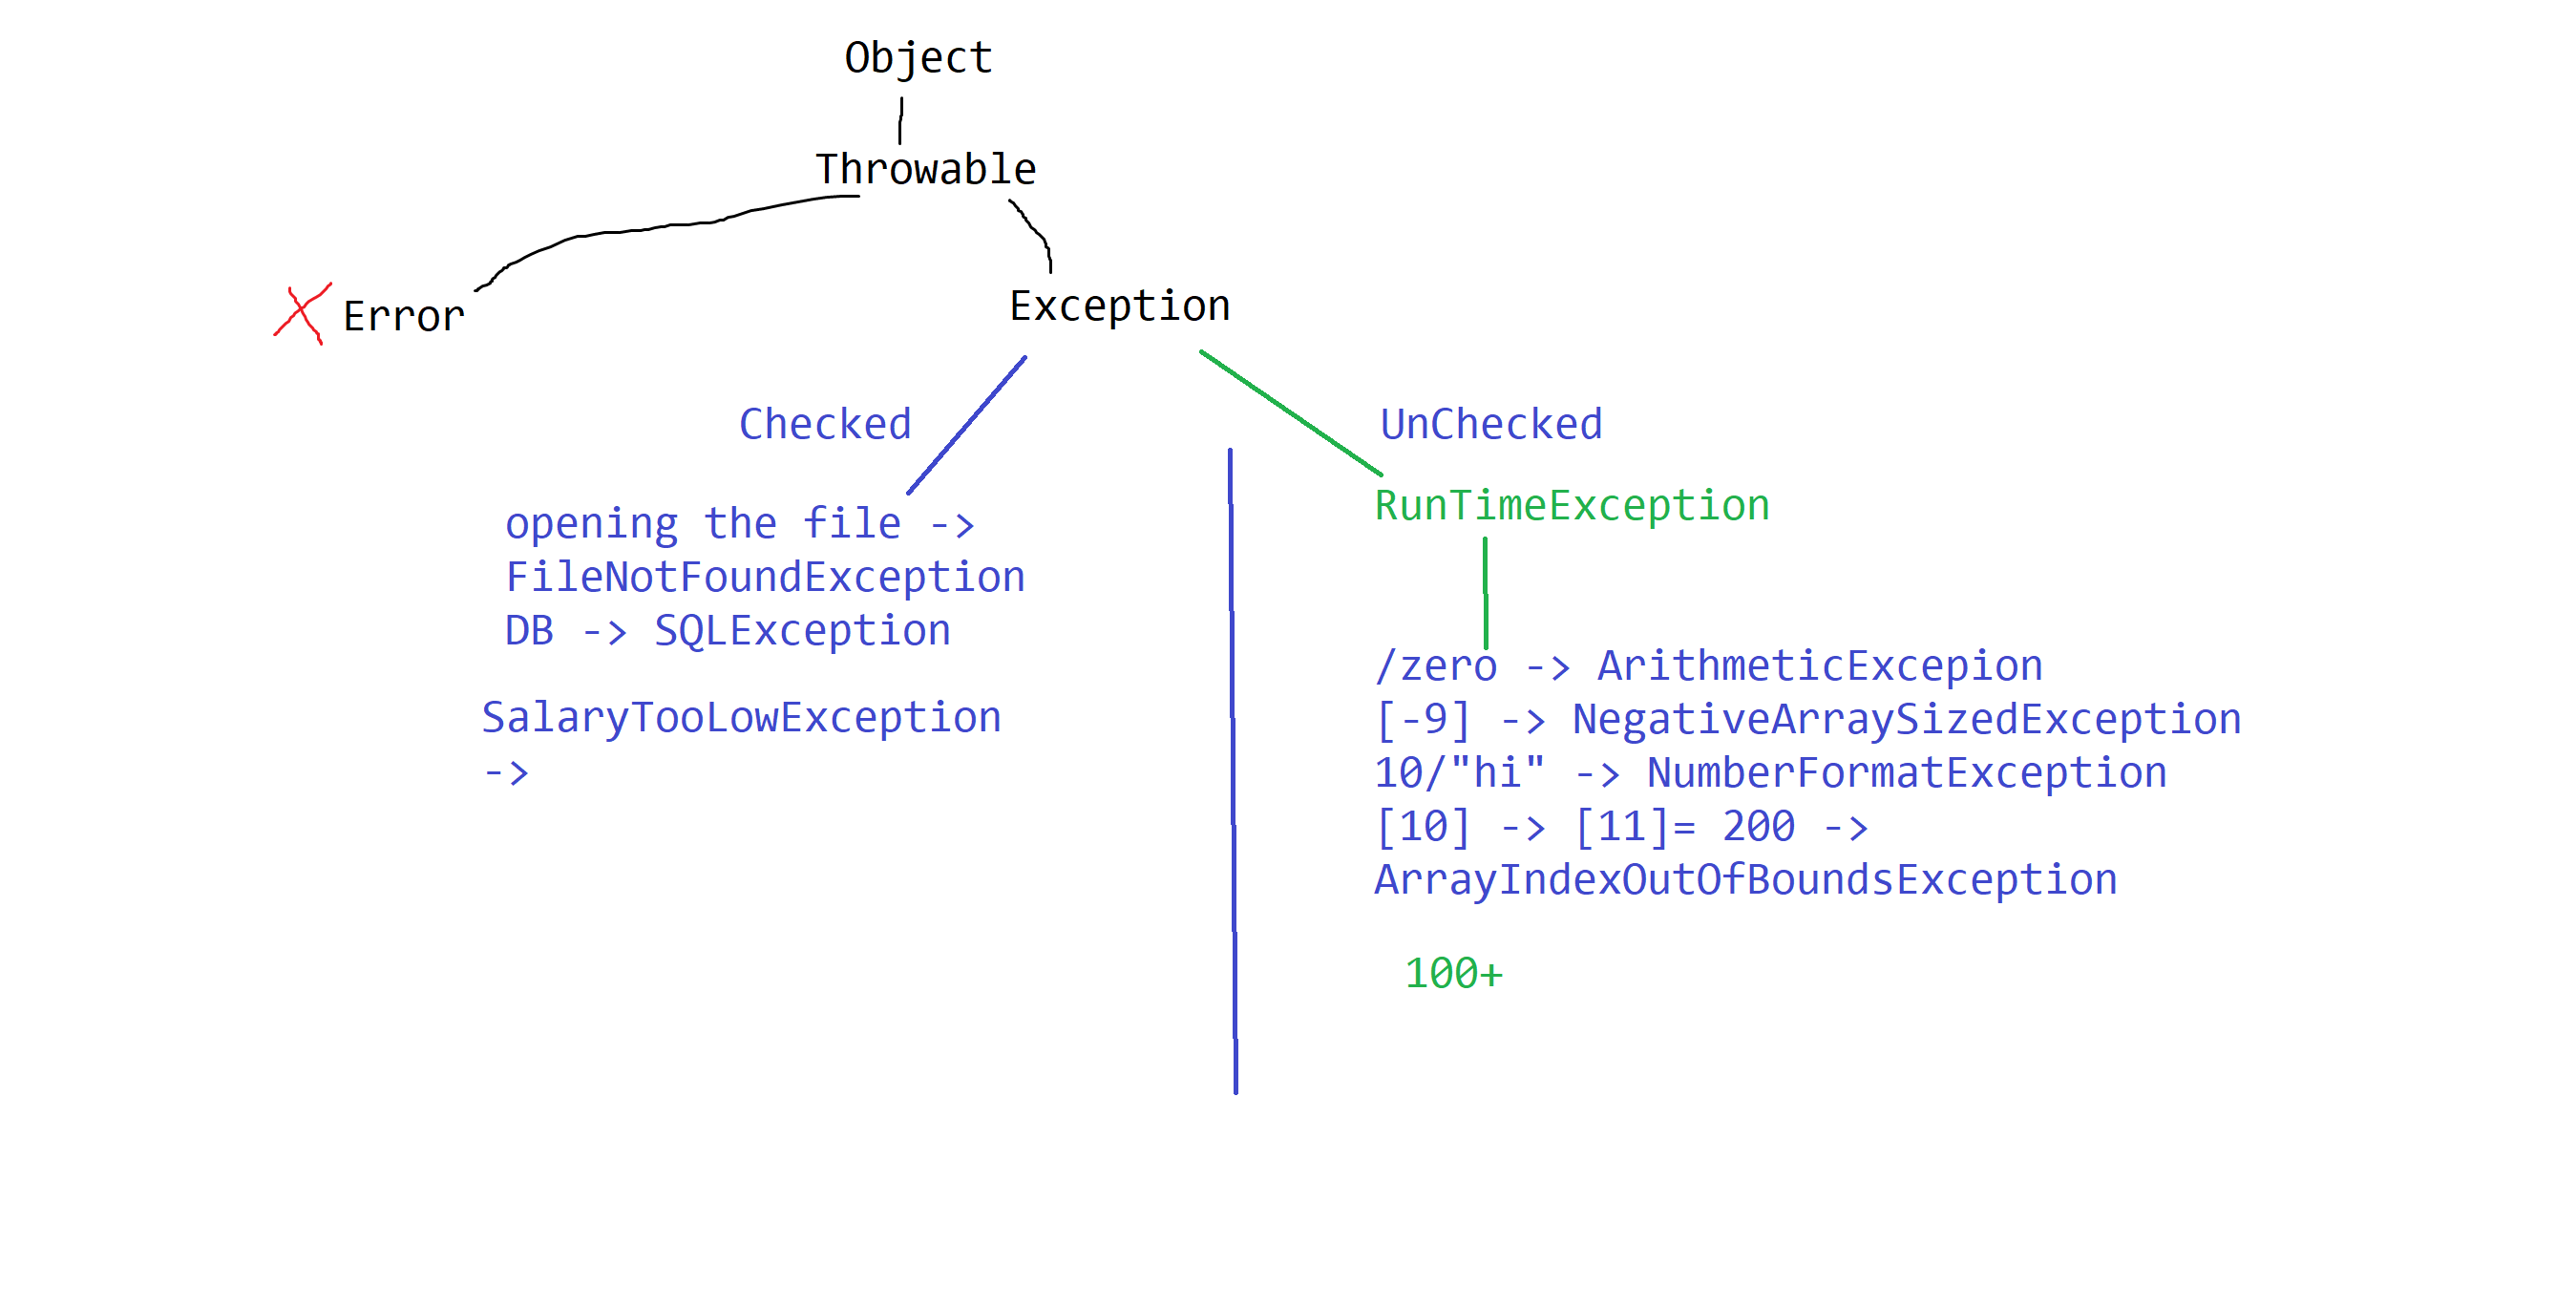 Object
Throwable
Error
Exception
Checked
UnChecked
opening the file ->
FileNotFoundException
DB -> SQLException
SalaryTooLowException
->
RunTimeException
/zero -> ArithmeticExcepion
[-9] -> NegativeArraySizedException
10/"hi" -> NumberFormatException
[10] -> [11]= 200 ->
ArrayIndexOutOfBoundsException
100+